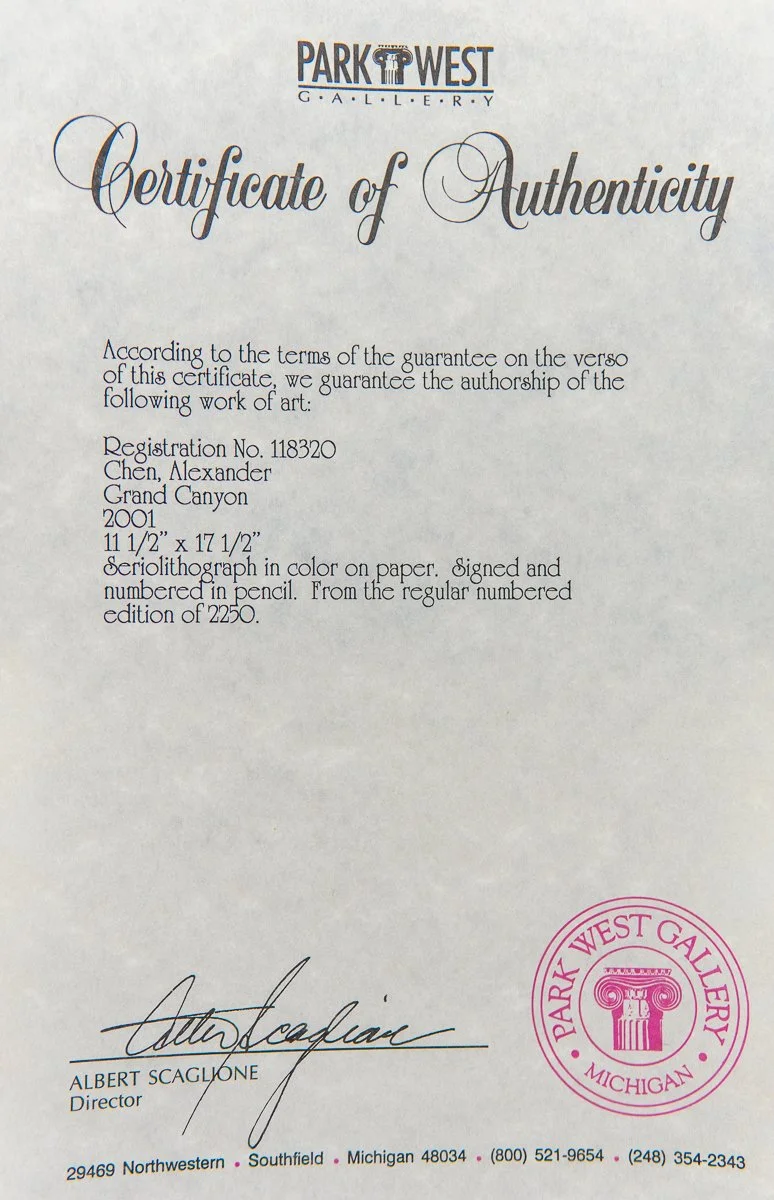 PARK WEST
G·A·L·L·E·R·Y
Certificate of Authenticity
According to the terms of the guarantee on the verso
of this certificate, we guarantee the authorship of the
following work of art:
Registration No. 118320
Chen, Alexander
Grand Canyon
2001
11 1/2” x 17 1/2”
Seriolithograph in color on paper. Signed and
numbered in pencil. From the regular numbered
edition of 2250.
PARK WEST GALLERY
• MICHIGAN •
Albert Scaglione
ALBERT SCAGLIONE
Director
29469 Northwestern • Southfield • Michigan 48034 • (800) 521-9654 • (248) 354-2343